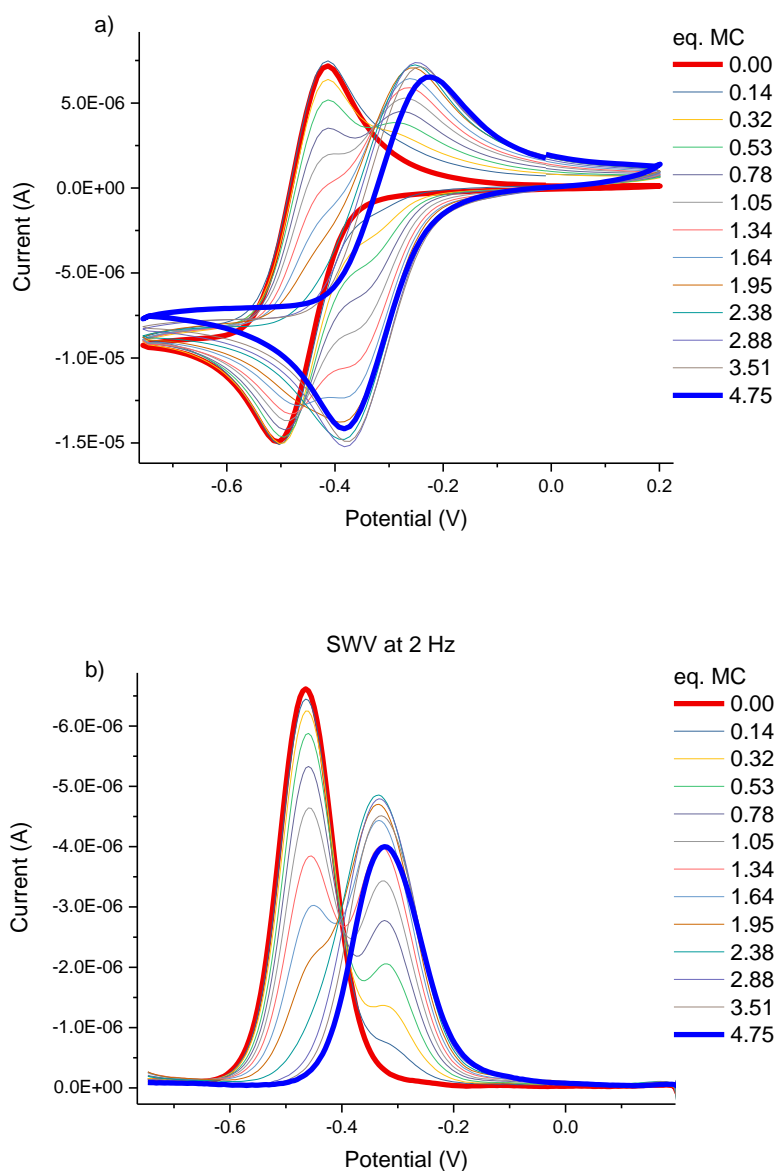 a)
eq. MC
0.00
0.14
0.32
0.53
0.78
1.05
1.34
1.64
1.95
2.38
2.88
3.51
4.75
5.0E-06
0.0E+00
-5.0E-06
-1.0E-05
-1.5E-05
Current (A)
-0.6 -0.4 -0.2 0.0 0.2
Potential (V)
SWV at 2 Hz
b)
eq. MC
0.00
0.14
0.32
0.53
0.78
1.05
1.34
1.64
1.95
2.38
2.88
3.51
4.75
-6.0E-06
-5.0E-06
-4.0E-06
-3.0E-06
-2.0E-06
-1.0E-06
0.0E+00
Current (A)
-0.6 -0.4 -0.2 0.0
Potential (V)